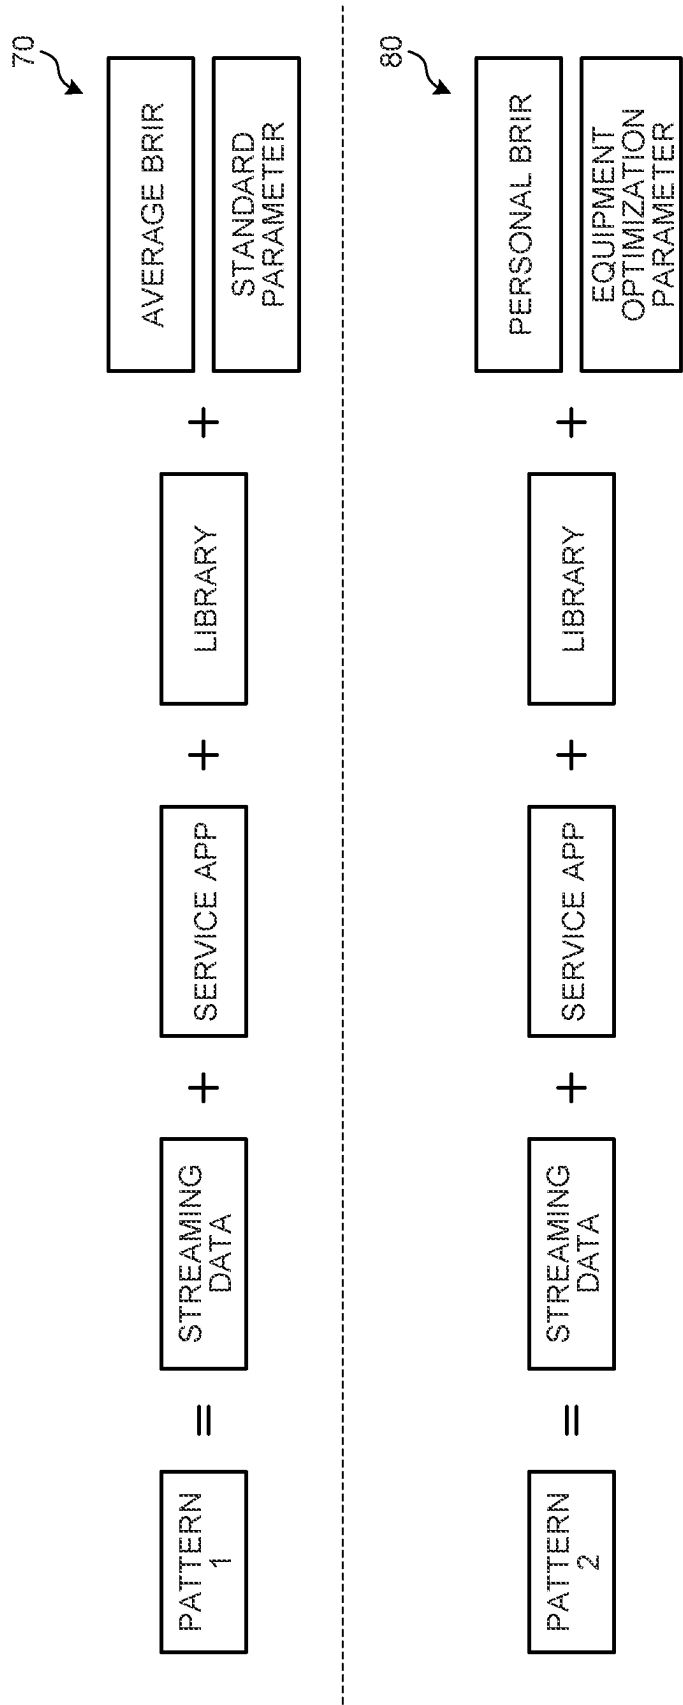 70
PATTERN
1
=
STREAMING
DATA
+
SERVICE APP
+
LIBRARY
+
AVERAGE BRIR
STANDARD
PARAMETER
80
PATTERN
2
=
STREAMING
DATA
+
SERVICE APP
+
LIBRARY
+
PERSONAL BRIR
EQUIPMENT
OPTIMIZATION
PARAMETER